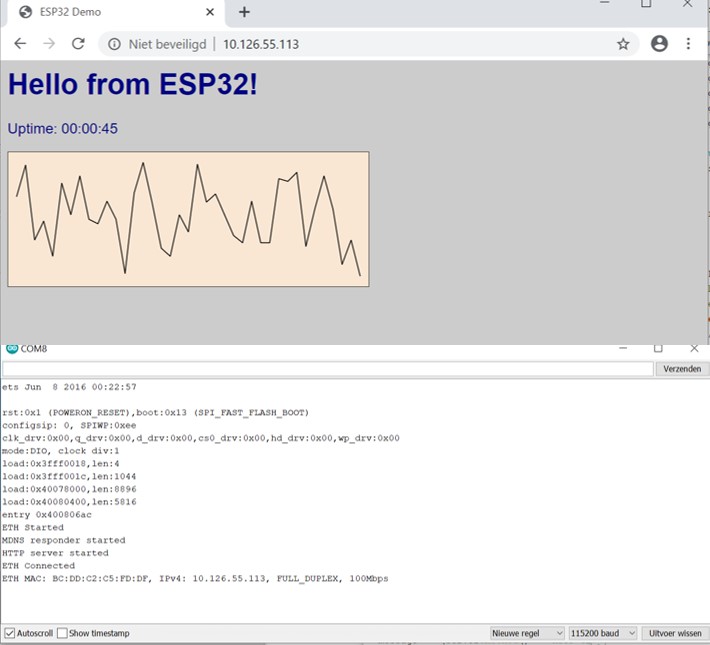 ESP32 Demo
Niet beveiligd | 10.126.55.113
Hello from ESP32!
Uptime: 00:00:45
COM8
Verzenden
ets Jun  8 2016 00:22:57
rst:0x1 (POWERON_RESET),boot:0x13 (SPI_FAST_FLASH_BOOT)
configsip: 0, SPIWP:0xee
clk_drv:0x00,q_drv:0x00,d_drv:0x00,cs0_drv:0x00,hd_drv:0x00,wp_drv:0x00
mode:DIO, clock div:1
load:0x3fff0018,len:4
load:0x3fff001c,len:1044
load:0x40078000,len:8896
load:0x40080400,len:5816
entry 0x400806ac
ETH Started
MDNS responder started
HTTP server started
ETH Connected
ETH MAC: BC:DD:C2:C5:FD:DF, IPv4: 10.126.55.113, FULL_DUPLEX, 100Mbps
Autoscroll Show timestamp Nieuwe regel 115200 baud Uitvoer wissen